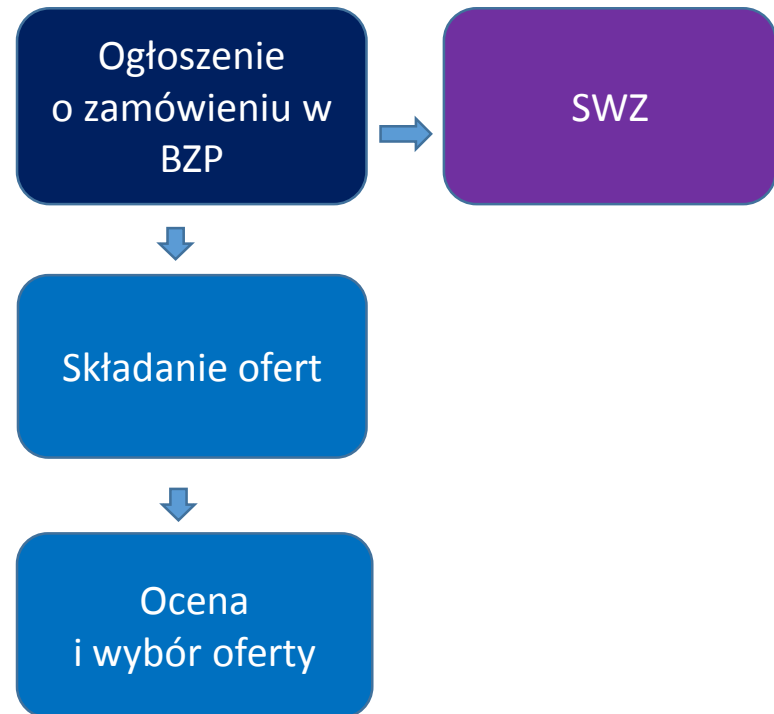 Ogłoszenie
o zamówieniu w
BZP
SWZ
Składanie ofert
Ocena
i wybór oferty